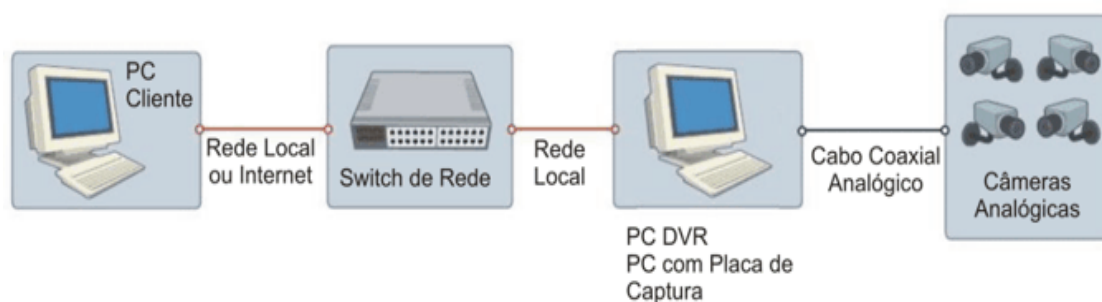 PC
Cliente
Rede Local
ou Internet
Switch de Rede
Rede
Local
PC DVR
PC com Placa de
Captura
Cabo Coaxial
Analógico
Câmeras
Analógicas